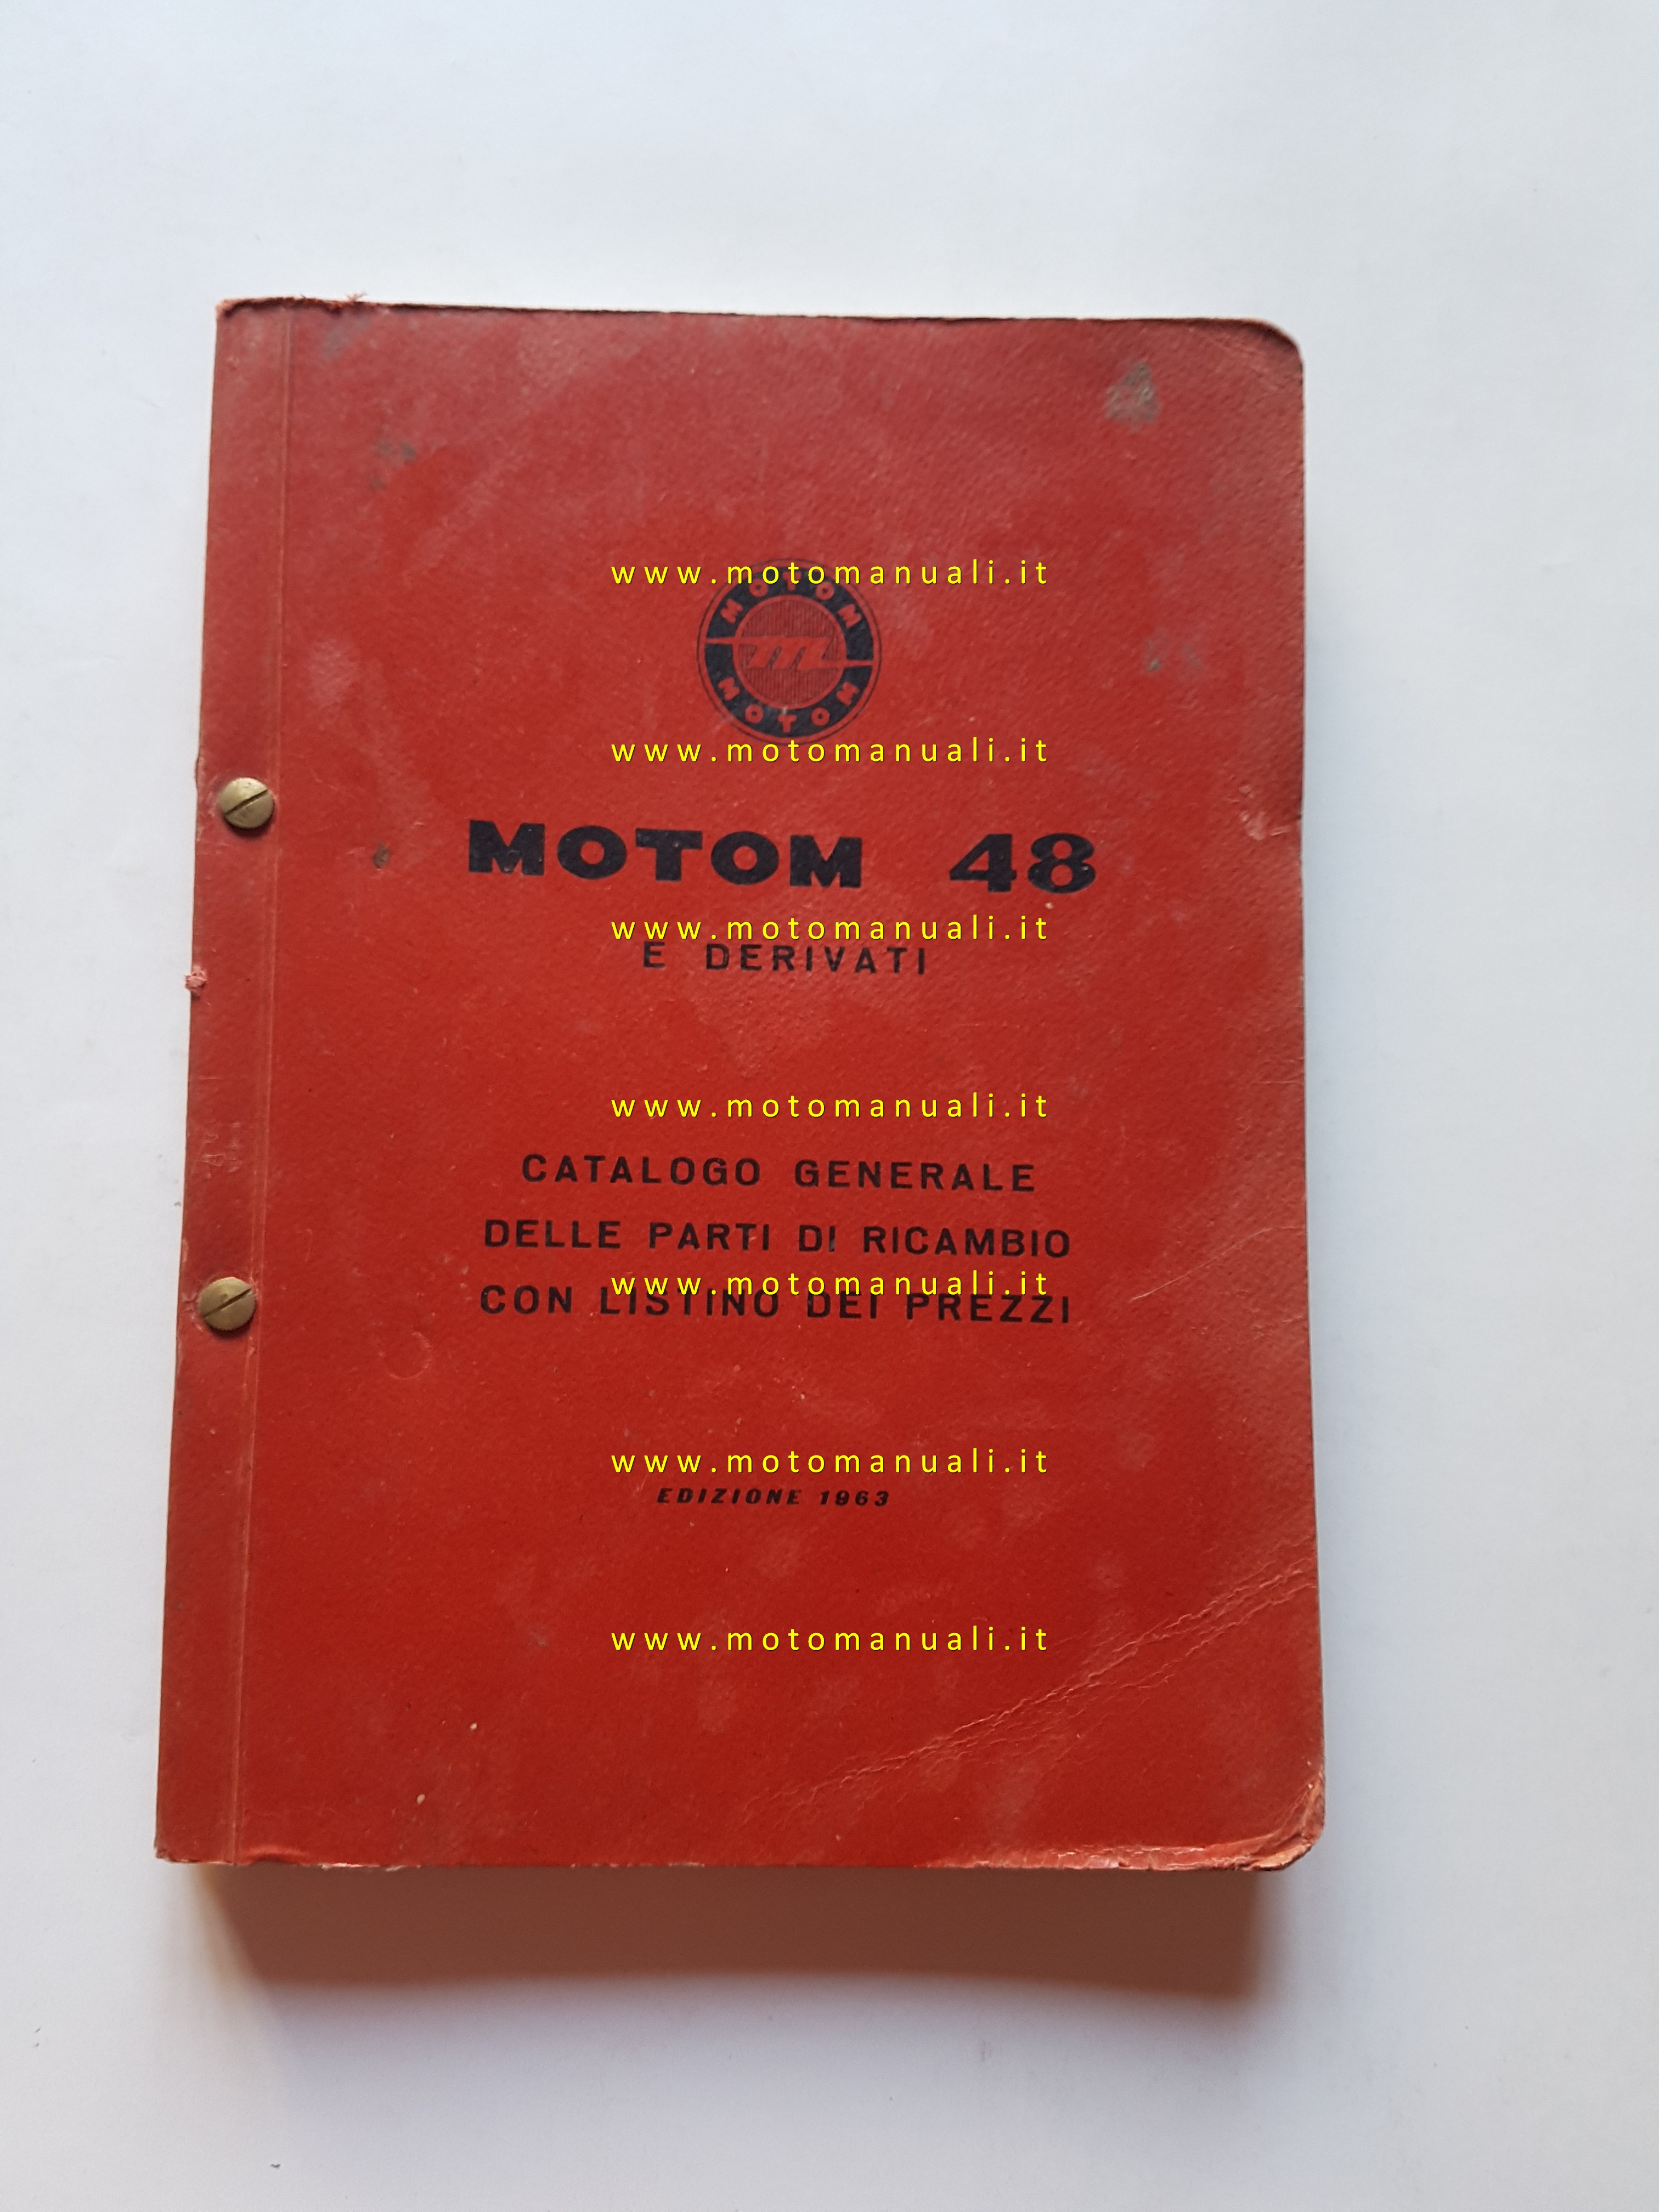 www.motomanuali.it
MOTOM
MOTOM
www.motomanuali.it
MOTOM 48
www.motomanuali.it
E DERIVATI
www.motomanuali.it
CATALOGO GENERALE
DELLE PARTI DI RICAMBIO
www.motomanuali.it
CON LISTINO DEI PREZZI
www.motomanuali.it
EDIZIONE 1963
www.motomanuali.it